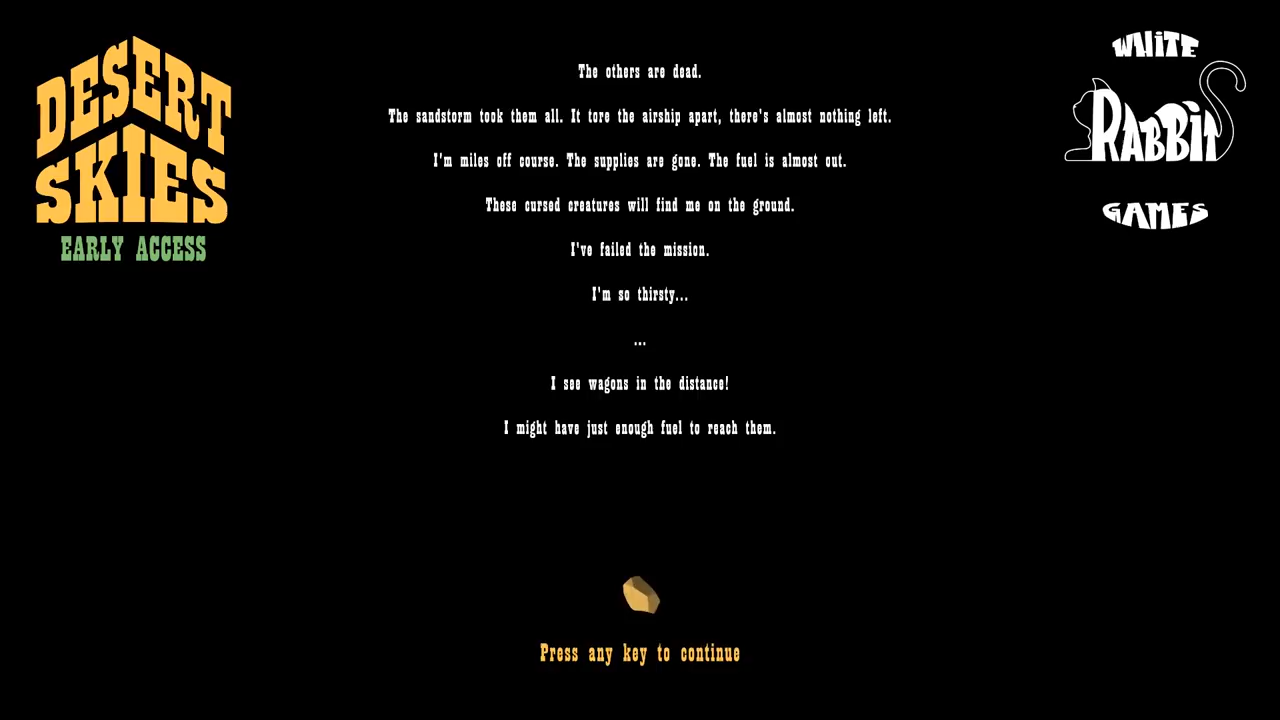 DESERT
SKIES
EARLY ACCESS
The others are dead.
The sandstorm took them all. It tore the airship apart, there's almost nothing left.
I'm miles off course. The supplies are gone. The fuel is almost out.
These cursed creatures will find me on the ground.
I've failed the mission.
I'm so thirsty...
...
I see wagons in the distance!
I might have just enough fuel to reach them.
Press any key to continue
WHITE
RABBIT
GAMES